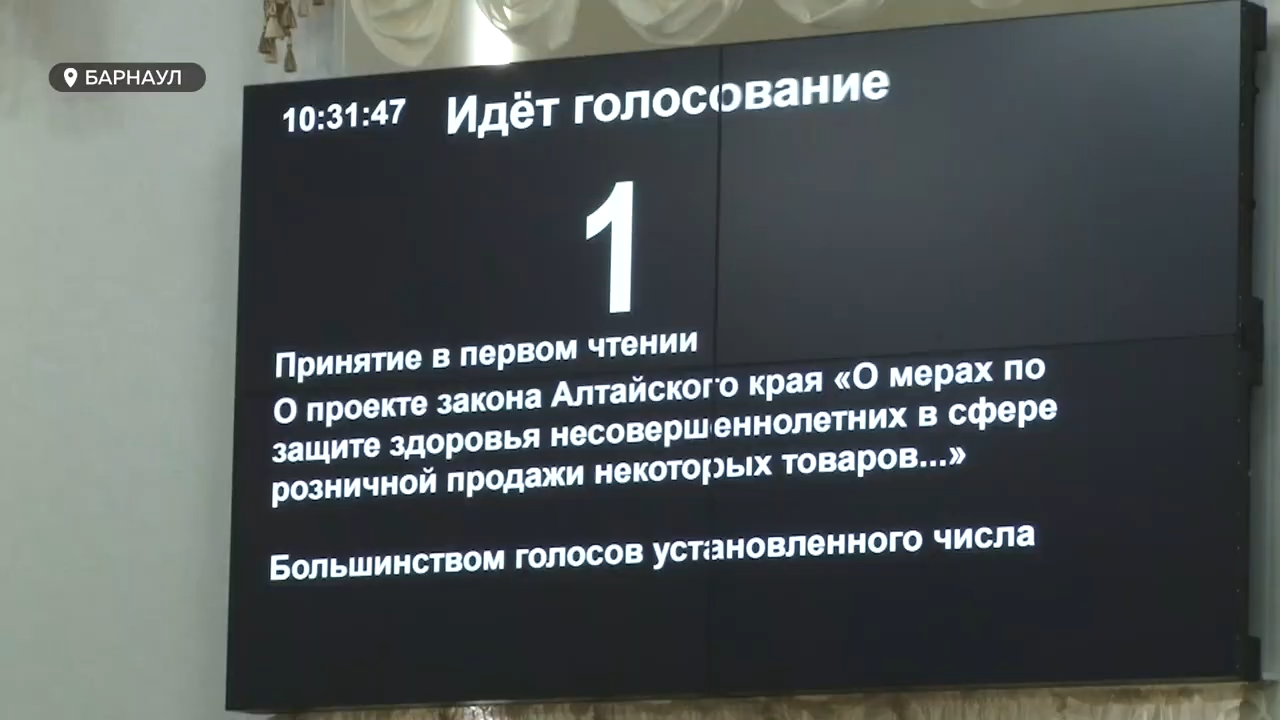 БАРНАУЛ
10:31:47 Идёт голосование
1
Принятие в первом чтении
О проекте закона Алтайского края «О мерах по
защите здоровья несовершеннолетних в сфере
розничной продажи некоторых товаров...»
Большинством голосов установленного числа